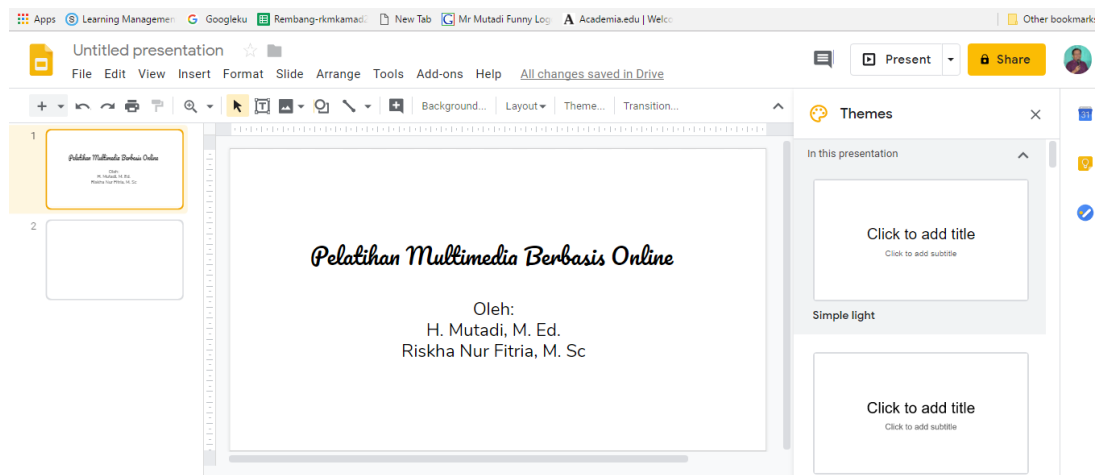 Apps Learning Managemen Googleku Rembang-rkmkamad2 New Tab Mr Mutadi Funny Log Academia.edu | Welco Other bookmarks
Untitled presentation
File Edit View Insert Format Slide Arrange Tools Add-ons Help All changes saved in Drive
Present Share
Background... Layout Theme... Transition...
Themes
31
1
Pelatihan Multimedia Berbasis Online
Oleh:
H. Mutadi, M. Ed.
Riskha Nur Fitria, M. Sc
2
Pelatihan Multimedia Berbasis Online
Oleh:
H. Mutadi, M. Ed.
Riskha Nur Fitria, M. Sc
In this presentation
Click to add title
Click to add subtitle
Simple light
Click to add title
Click to add subtitle